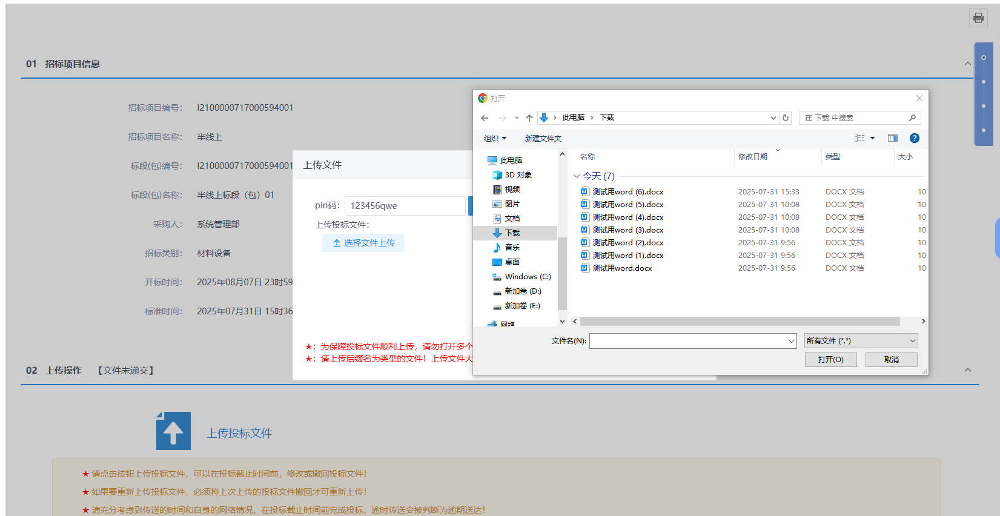 01 招标项目信息
招标项目编号： I2100000717000594001
招标项目名称： 半线上
标段(包)编号： I2100000717000594001
标段(包)名称： 半线上标段（包）01
采购人： 系统管理部
招标类别： 材料设备
开标时间： 2025年08月07日 23时59
标准时间： 2025年07月31日 15时36
上传文件
pin码： 123456qwe
上传投标文件：
选择文件上传
★：为保障投标文件顺利上传，请勿打开多个
★：请上传后缀名为类型的文件！上传文件大
打开
此电脑 › 下载
在 下载 中搜索
组织 新建文件夹
此电脑
3D 对象
视频
图片
文档
下载
音乐
桌面
Windows (C:)
新加卷 (D:)
新加卷 (E:)
网络
名称 修改日期 类型 大小
今天 (7)
测试用word (6).docx 2025-07-31 15:33 DOCX 文档 10
测试用word (5).docx 2025-07-31 10:08 DOCX 文档 10
测试用word (4).docx 2025-07-31 10:08 DOCX 文档 10
测试用word (3).docx 2025-07-31 10:08 DOCX 文档 10
测试用word (2).docx 2025-07-31 9:56 DOCX 文档 10
测试用word (1).docx 2025-07-31 9:56 DOCX 文档 10
测试用word.docx 2025-07-31 9:56 DOCX 文档 10
文件名(N): 所有文件 (*.*)
打开(O) 取消
02 上传操作 【文件未递交】
上传投标文件
★ 请点击按钮上传投标文件，可以在投标截止时间前，修改或撤回投标文件！
★ 如果要重新上传投标文件，必须将上次上传的投标文件撤回才可重新上传！
★ 请充分考虑到传送的时间和自身的网络情况，在投标截止时间前完成投标，逾时传送会被判断为逾期送达！